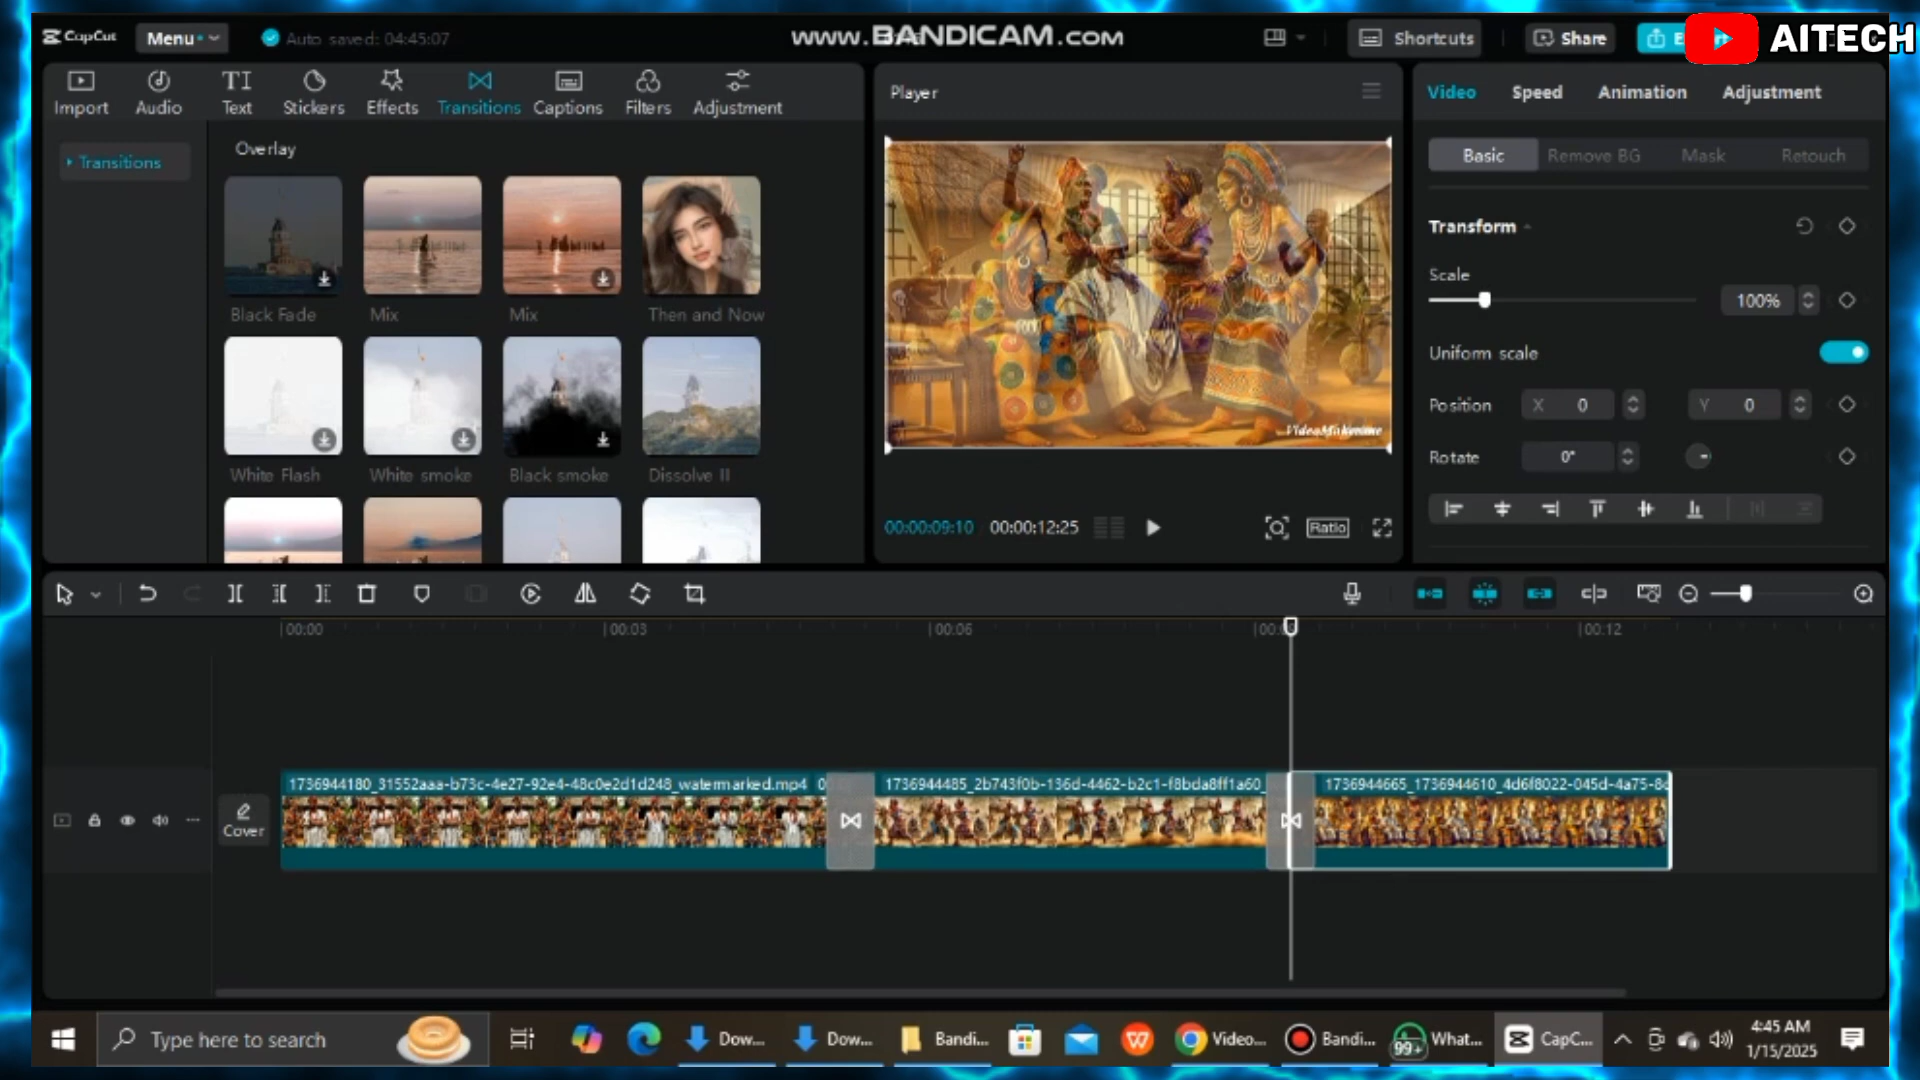 CapCut
Menu
Auto saved: 04:45:07
www.BANDICAM.com
Shortcuts
Share
AITECH
Import
Audio
Text
Stickers
Effects
Transitions
Captions
Filters
Adjustment
Transitions
Overlay
Black Fade
Mix
Mix
Then and Now
White Flash
White smoke
Black smoke
Dissolve II
Player
00:00:09:10
00:00:12:25
Ratio
Video
Speed
Animation
Adjustment
Basic
Remove BG
Mask
Retouch
Transform
Scale
100%
Uniform scale
Position
X 0
Y 0
Rotate
0°
00:00
00:03
00:06
00:12
Cover
1736944180_31552aaa-b73c-4e27-92e4-48c0e2d1d248_watermarked.mp4
1736944485_2b743f0b-136d-4462-b2c1-f8bda8ff1a60_
1736944665_1736944610_4d6f8022-045d-4a75-8
Type here to search
Dow...
Dow...
Bandi...
Video...
Bandi...
99+
What...
CapC...
4:45 AM
1/15/2025